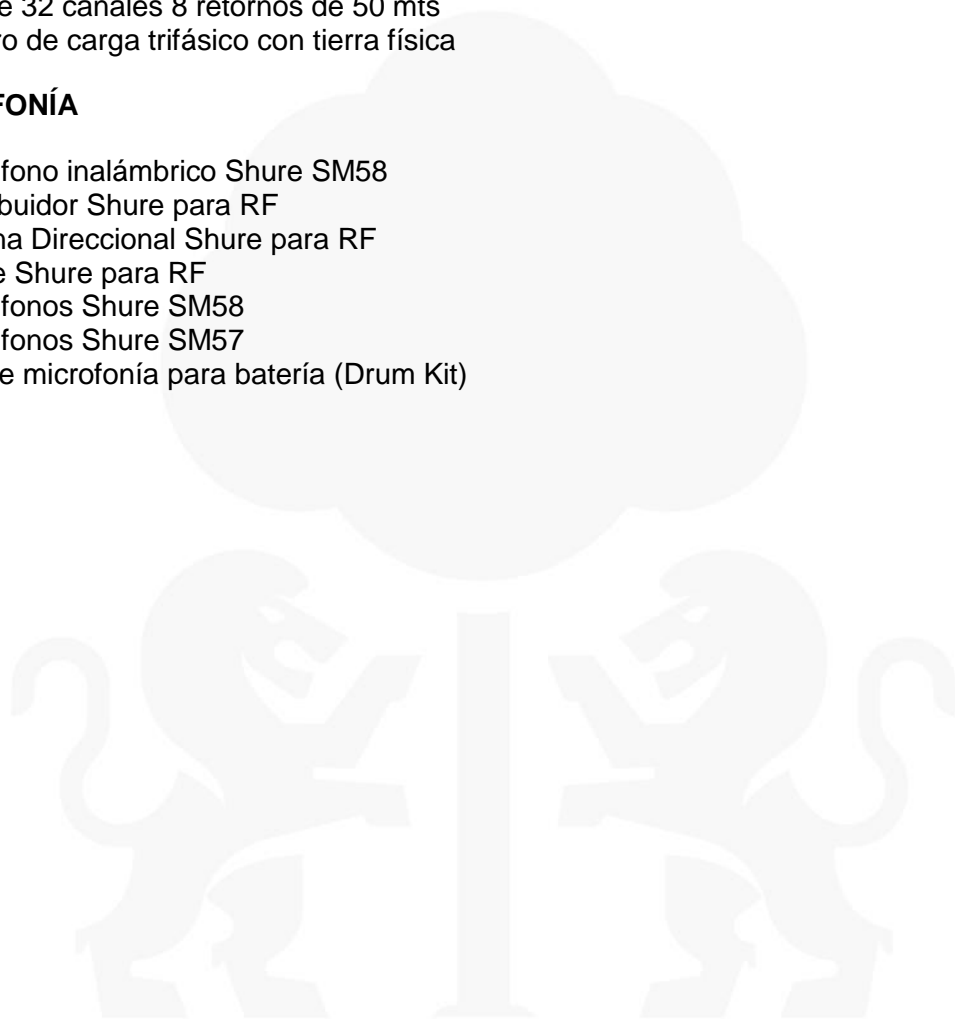 e 32 canales 8 retornos de 50 mts
o de carga trifásico con tierra física
FONÍA
fono inalámbrico Shure SM58
buidor Shure para RF
na Direccional Shure para RF
e Shure para RF
fonos Shure SM58
fonos Shure SM57
e microfonía para batería (Drum Kit)